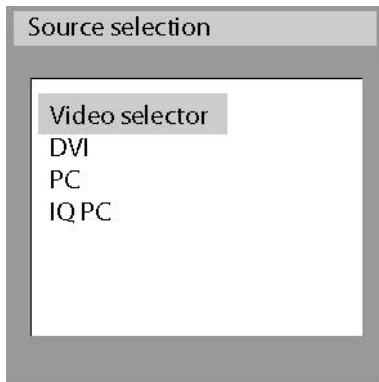 Source selection
Video selector
DVI
PC
IQ PC